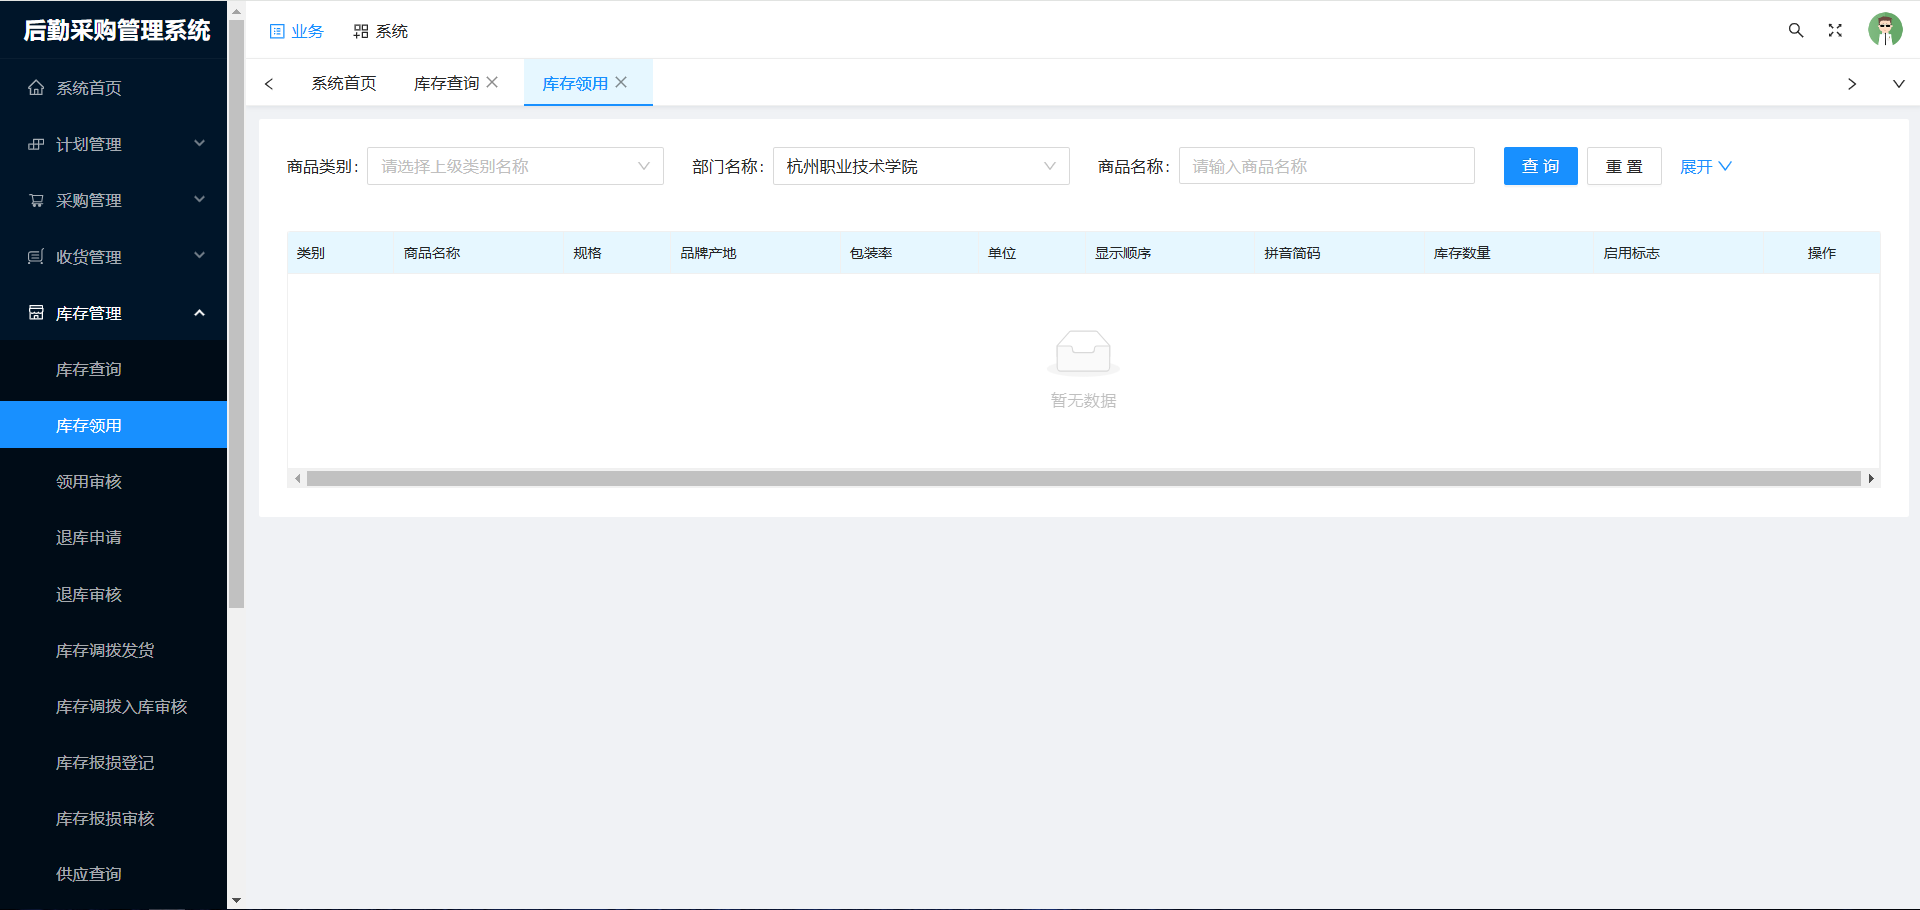 后勤采购管理系统
业务
系统
系统首页
库存查询
库存领用
系统首页
计划管理
采购管理
收货管理
库存管理
库存查询
库存领用
领用审核
退库申请
退库审核
库存调拨发货
库存调拨入库审核
库存报损登记
库存报损审核
供应查询
商品类别: 请选择上级类别名称 部门名称: 杭州职业技术学院 商品名称: 请输入商品名称 查 询 重 置 展开
类别 商品名称 规格 品牌产地 包装率 单位 显示顺序 拼音简码 库存数量 启用标志 操作
暂无数据